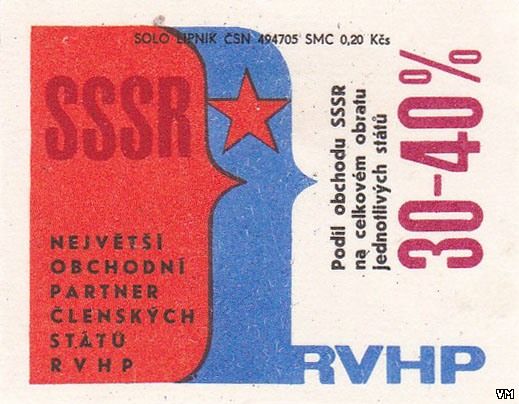 SOLO LIPNÍK ČSN 494705 SMC 0,20 Kčs
SSSR
NEJVĚTŠÍ
OBCHODNÍ
PARTNER
ČLENSKÝCH
STÁTŮ
RVHP
Podíl obchodu SSSR
na celkovém obratu
jednotlivých států
30-40%
RVHP
VM